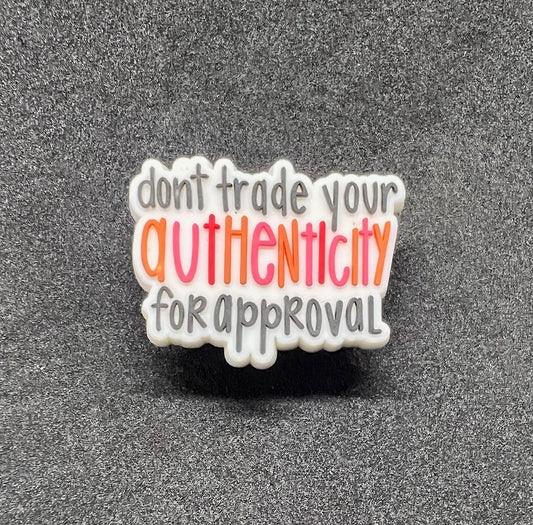 dont trade your
aUtHeNtIcItY
foR appRoval